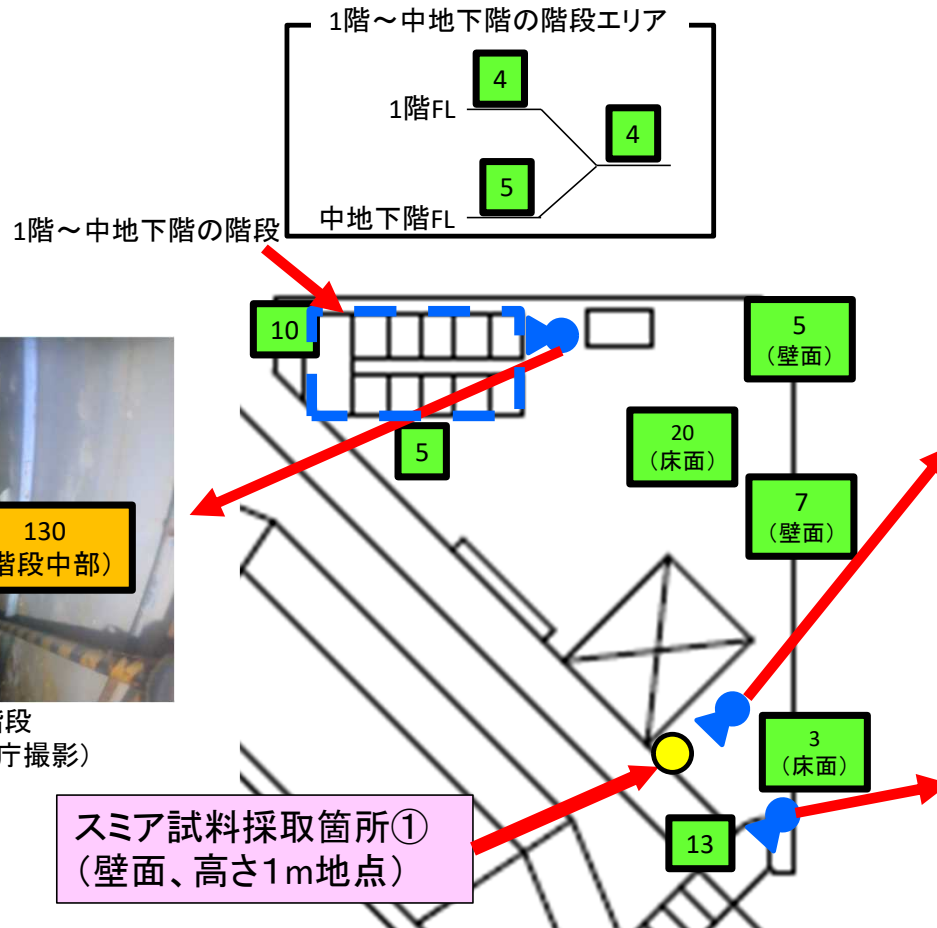 1階～中地下階の階段エリア
4
1階FL
4
5
中地下階FL
1階～中地下階の階段
10
5
（壁面）
20
（床面）
5
7
（壁面）
130
階段中部）
階段
庁撮影）
3
（床面）
13
スミア試料採取箇所①
（壁面、高さ1m地点）